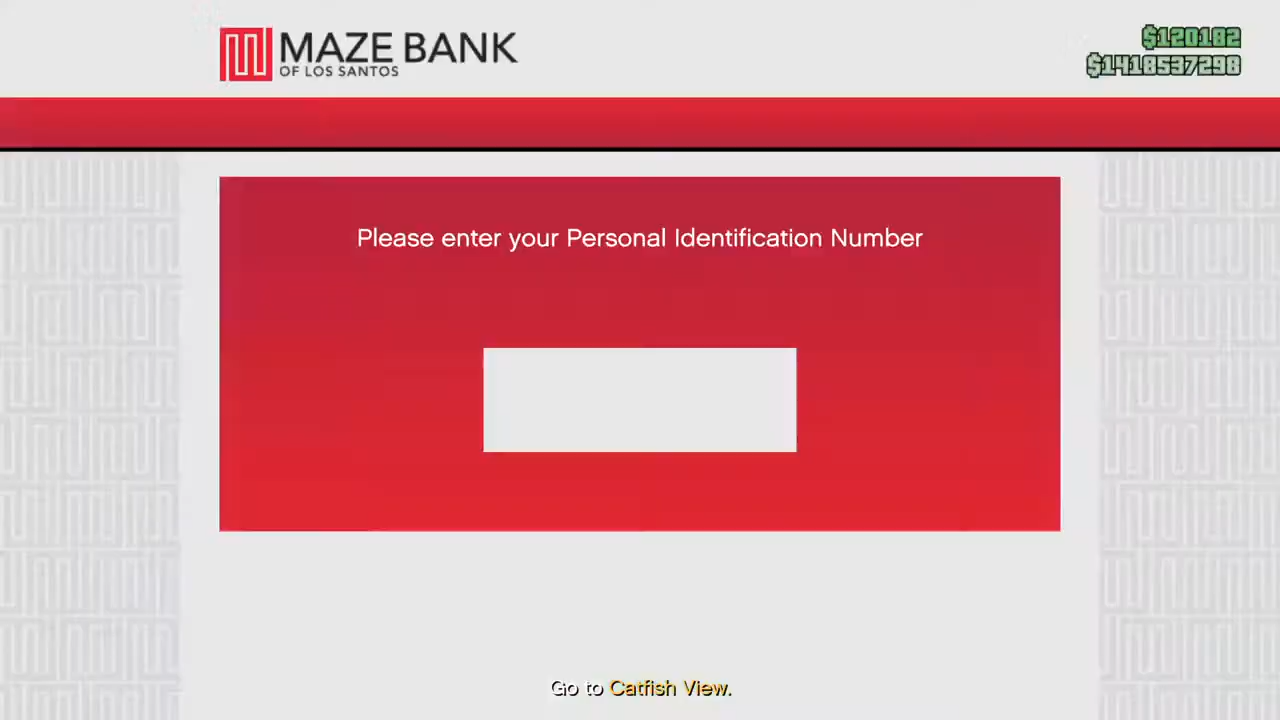 MAZE BANK
OF LOS SANTOS
$120182
$1418537298
Please enter your Personal Identification Number
Go to Catfish View.